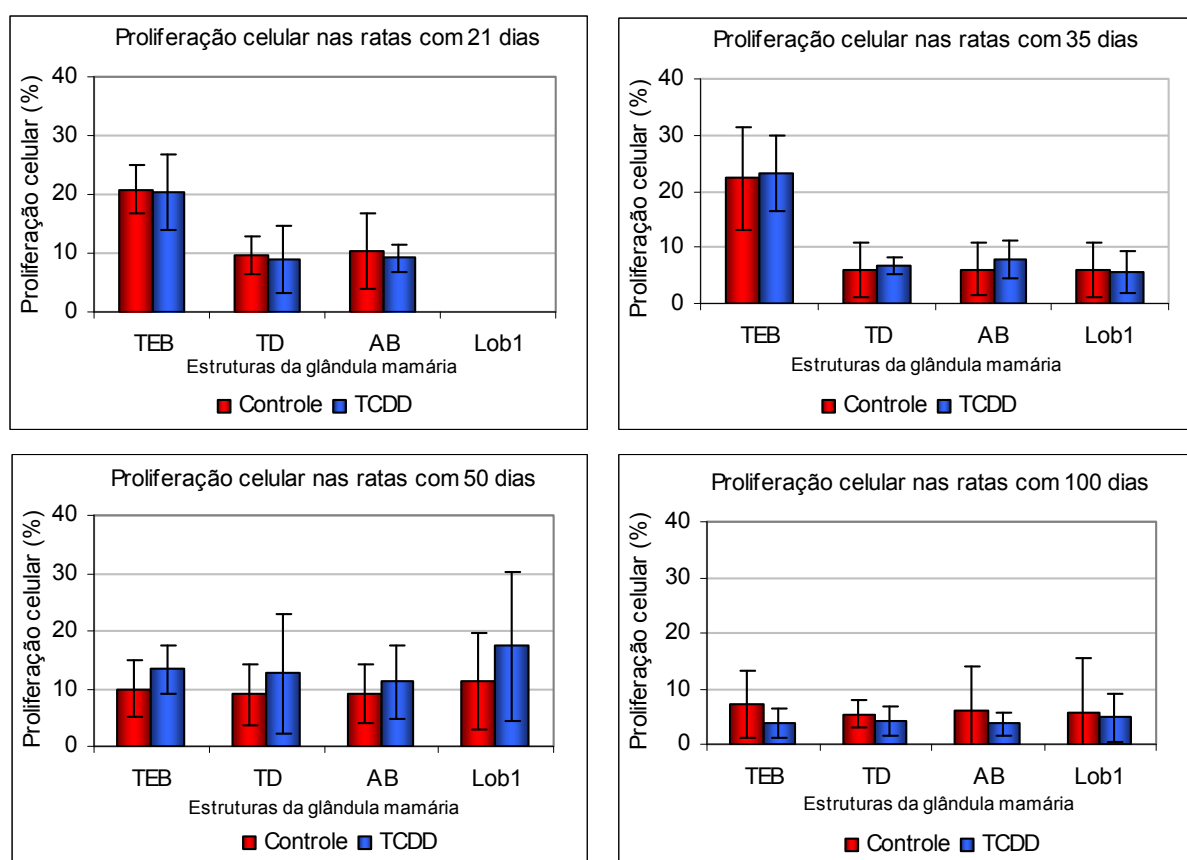 Proliferação celular nas ratas com 21 dias
Proliferação celular (%)
40
30
20
10
0
TEB TD AB Lob1
Estruturas da glândula mamária
Controle TCDD
Proliferação celular nas ratas com 35 dias
Proliferação celular (%)
40
30
20
10
0
TEB TD AB Lob1
Estruturas da glândula mamária
Controle TCDD
Proliferação celular nas ratas com 50 dias
Proliferação celular (%)
40
30
20
10
0
TEB TD AB Lob1
Estruturas da glândula mamária
Controle TCDD
Proliferação celular nas ratas com 100 dias
Proliferação celular (%)
40
30
20
10
0
TEB TD AB Lob1
Estruturas da glândula mamária
Controle TCDD